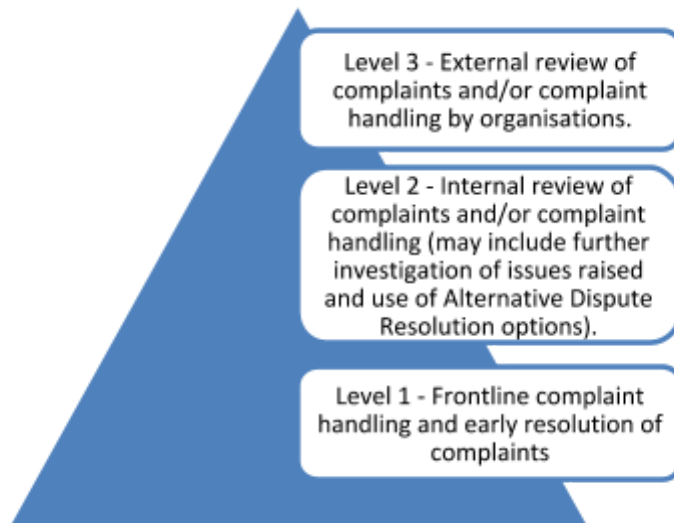 Level 3 - External review of
complaints and/or complaint
handling by organisations.
Level 2 - Internal review of
complaints and/or complaint
handling (may include further
investigation of issues raised
and use of Alternative Dispute
Resolution options).
Level 1 - Frontline complaint
handling and early resolution of
complaints